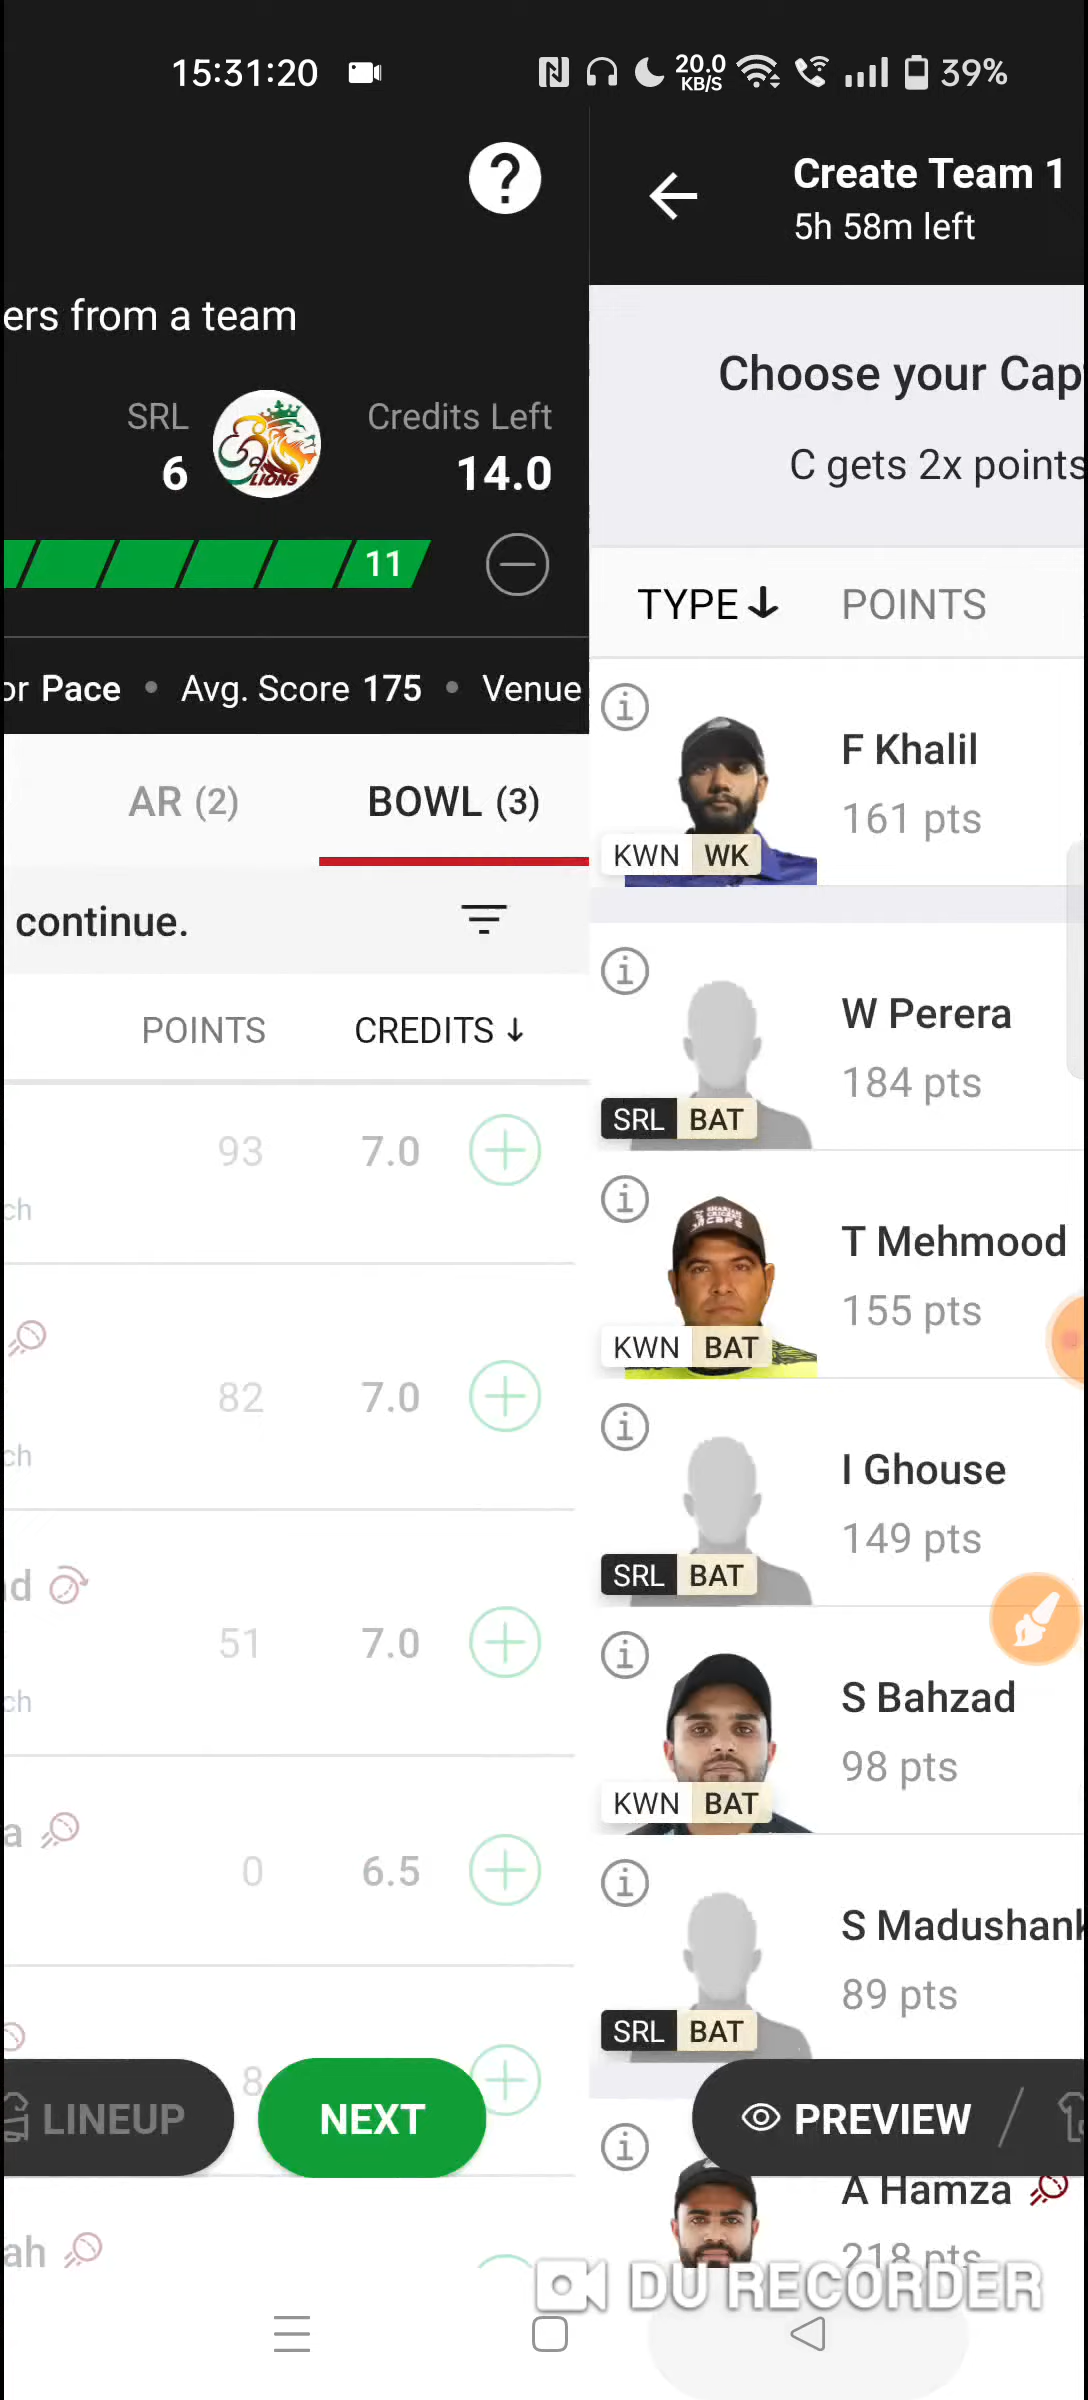 15:31:20
20.0
KB/S
39%
?
Create Team 1
5h 58m left
ers from a team
Choose your Cap
C gets 2x points
SRL
6
LIONS
Credits Left
14.0
11
or Pace • Avg. Score 175 • Venue
TYPE ↓ POINTS
AR (2)
BOWL (3)
continue.
POINTS
CREDITS ↓
93 7.0
ch
82 7.0
ch
d
51 7.0
ch
a
0 6.5
8
ah
LINEUP
NEXT
F Khalil
161 pts
KWN WK
W Perera
184 pts
SRL BAT
T Mehmood
155 pts
KWN BAT
I Ghouse
149 pts
SRL BAT
S Bahzad
98 pts
KWN BAT
S Madushank
89 pts
SRL BAT
PREVIEW
A Hamza
218 pts
DU RECORDER